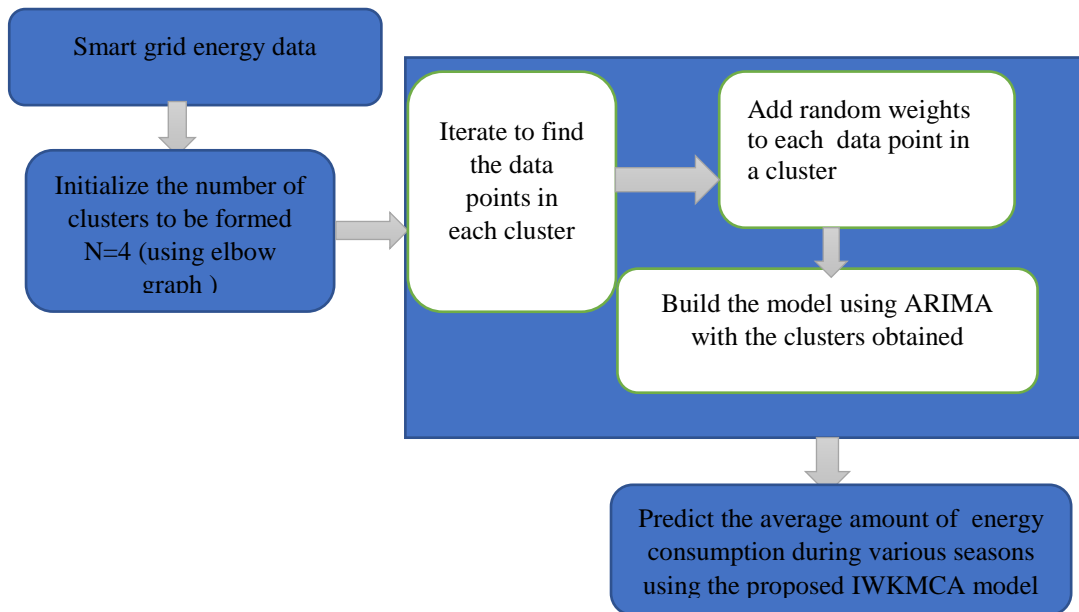 Smart grid energy data
Initialize the number of
clusters to be formed
N=4 (using elbow
graph )
Iterate to find
the data
points in
each cluster
Add random weights
to each data point in
a cluster
Build the model using ARIMA
with the clusters obtained
Predict the average amount of energy
consumption during various seasons
using the proposed IWKMCA model